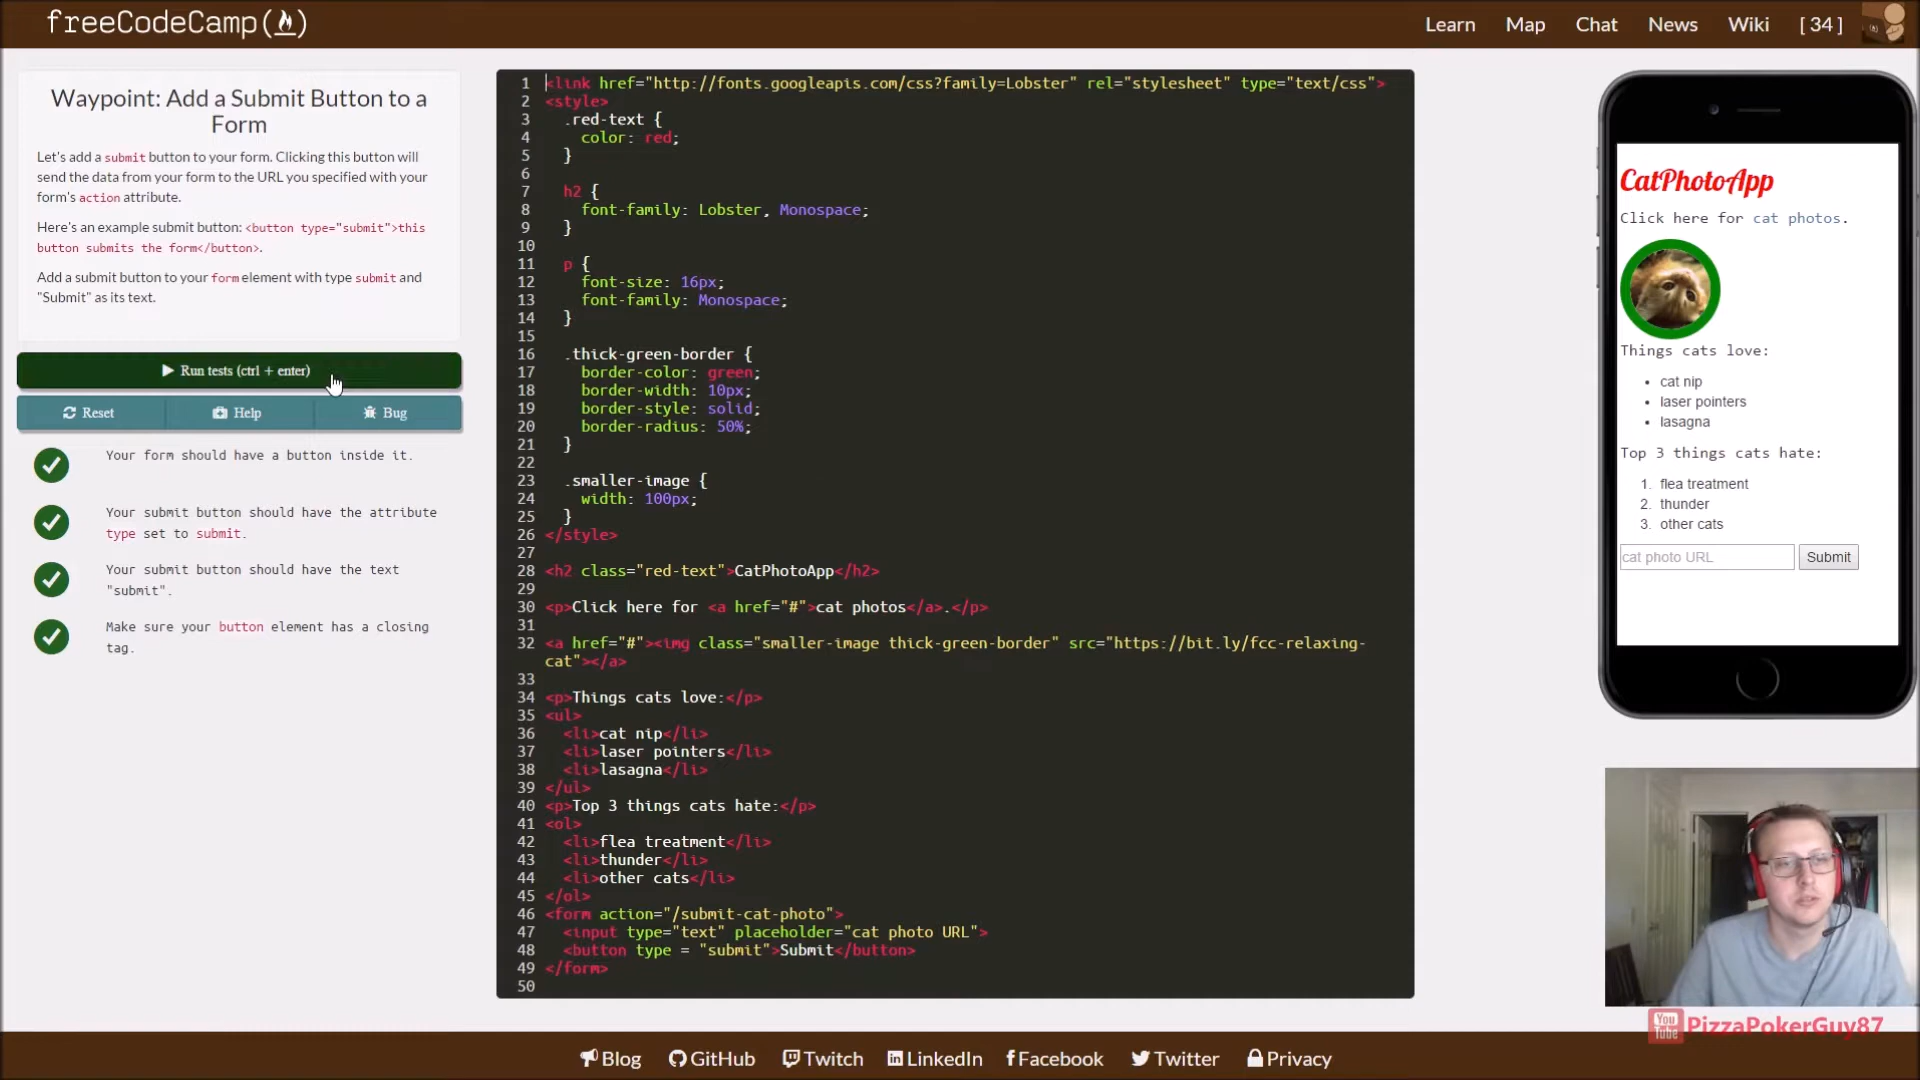 freeCodeCamp
Learn Map Chat News Wiki [ 34 ]
Waypoint: Add a Submit Button to a
Form
Let's add a submit button to your form. Clicking this button will
send the data from your form to the URL you specified with your
form's action attribute.
Here's an example submit button: <button type="submit">this
button submits the form</button>.
Add a submit button to your form element with type submit and
"Submit" as its text.
Run tests (ctrl + enter)
Reset Help Bug
Your form should have a button inside it.
Your submit button should have the attribute
type set to submit.
Your submit button should have the text
"submit".
Make sure your button element has a closing
tag.
1 <link href="http://fonts.googleapis.com/css?family=Lobster" rel="stylesheet" type="text/css">
2 <style>
3 .red-text {
4 color: red;
5 }
6
7 h2 {
8 font-family: Lobster, Monospace;
9 }
10
11 p {
12 font-size: 16px;
13 font-family: Monospace;
14 }
15
16 .thick-green-border {
17 border-color: green;
18 border-width: 10px;
19 border-style: solid;
20 border-radius: 50%;
21 }
22
23 .smaller-image {
24 width: 100px;
25 }
26 </style>
27
28 <h2 class="red-text">CatPhotoApp</h2>
29
30 <p>Click here for <a href="#">cat photos</a>.</p>
31
32 <a href="#"><img class="smaller-image thick-green-border" src="https://bit.ly/fcc-relaxing-
cat"></a>
33
34 <p>Things cats love:</p>
35 <ul>
36 <li>cat nip</li>
37 <li>laser pointers</li>
38 <li>lasagna</li>
39 </ul>
40 <p>Top 3 things cats hate:</p>
41 <ol>
42 <li>flea treatment</li>
43 <li>thunder</li>
44 <li>other cats</li>
45 </ol>
46 <form action="/submit-cat-photo">
47 <input type="text" placeholder="cat photo URL">
48 <button type = "submit">Submit</button>
49 </form>
50
CatPhotoApp
Click here for cat photos.
Things cats love:
• cat nip
• laser pointers
• lasagna
Top 3 things cats hate:
1. flea treatment
2. thunder
3. other cats
cat photo URL Submit
You Tube PizzaPokerGuy87
Blog GitHub Twitch LinkedIn Facebook Twitter Privacy